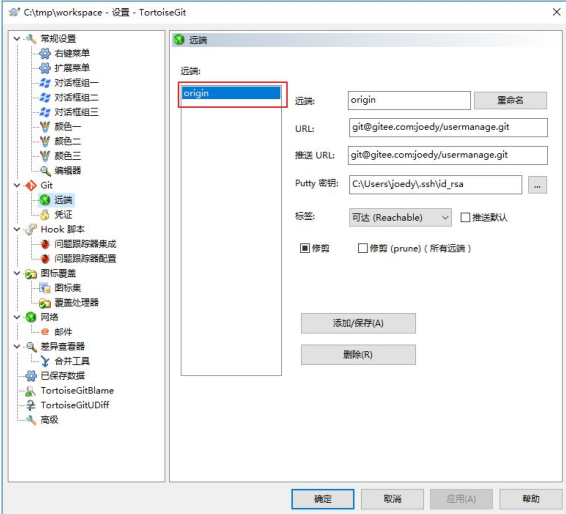 C:\tmp\workspace - 设置 - TortoiseGit
常规设置
右键菜单
扩展菜单
对话框组一
对话框组二
对话框组三
颜色一
颜色二
颜色三
编辑器
Git
远端
凭证
Hook 脚本
问题跟踪器集成
问题跟踪器配置
图标覆盖
图标集
覆盖处理器
网络
邮件
差异查看器
合并工具
已保存数据
TortoiseGitBlame
TortoiseGitUDiff
高级
远端
远端:
origin
远端: origin 重命名
URL: git@gitee.com:joedy/usermanage.git
推送 URL: git@gitee.com:joedy/usermanage.git
Putty 密钥: C:\Users\joedy\.ssh\id_rsa ...
标签: 可达 (Reachable) 推送默认
修剪 修剪 (prune) ( 所有远端 )
添加/保存(A)
删除(R)
确定 取消 应用(A) 帮助